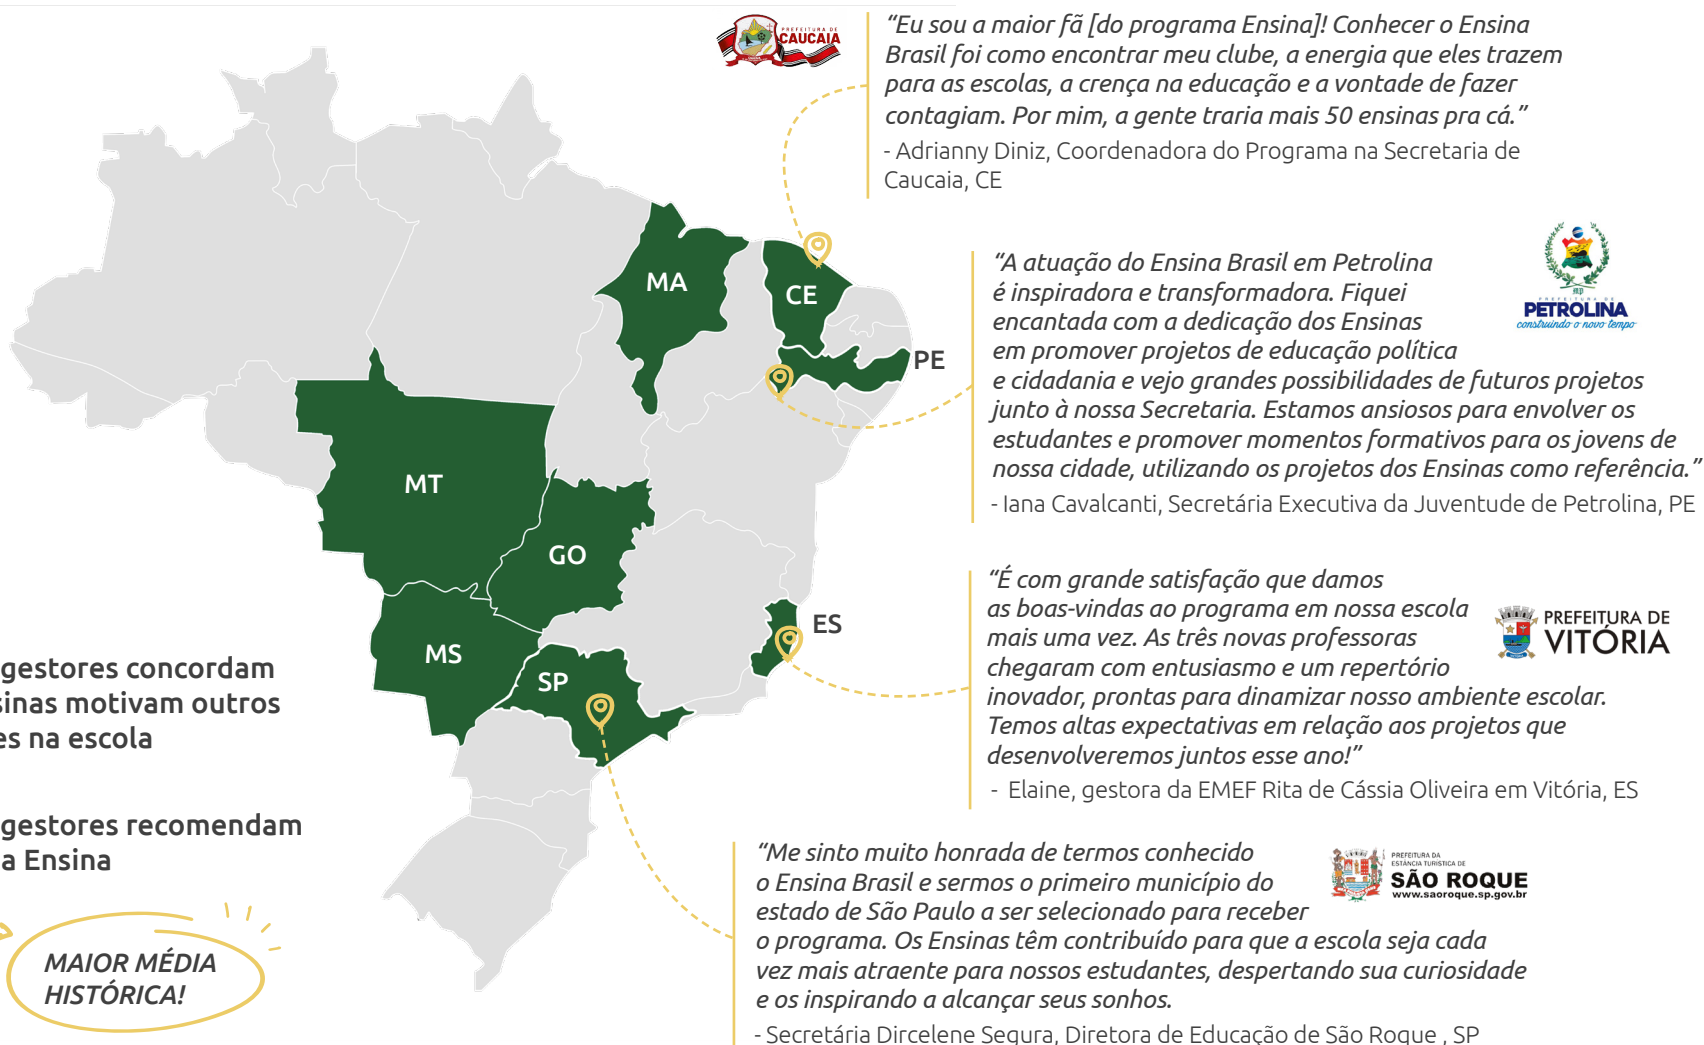 PREFEITURA DE
CAUCAIA
“Eu sou a maior fã [do programa Ensina]! Conhecer o Ensina
Brasil foi como encontrar meu clube, a energia que eles trazem
para as escolas, a crença na educação e a vontade de fazer
contagiam. Por mim, a gente traria mais 50 ensinas pra cá.”
- Adrianny Diniz, Coordenadora do Programa na Secretaria de
Caucaia, CE
“A atuação do Ensina Brasil em Petrolina
é inspiradora e transformadora. Fiquei
encantada com a dedicação dos Ensinas
em promover projetos de educação política
e cidadania e vejo grandes possibilidades de futuros projetos
junto à nossa Secretaria. Estamos ansiosos para envolver os
estudantes e promover momentos formativos para os jovens de
nossa cidade, utilizando os projetos dos Ensinas como referência.”
- Iana Cavalcanti, Secretária Executiva da Juventude de Petrolina, PE
PREFEITURA DE
PETROLINA
construindo o novo tempo
MA
CE
PE
MT
GO
ES
MS
SP
“É com grande satisfação que damos
as boas-vindas ao programa em nossa escola
mais uma vez. As três novas professoras
chegaram com entusiasmo e um repertório
inovador, prontas para dinamizar nosso ambiente escolar.
Temos altas expectativas em relação aos projetos que
desenvolveremos juntos esse ano!”
- Elaine, gestora da EMEF Rita de Cássia Oliveira em Vitória, ES
PREFEITURA DE
VITÓRIA
gestores concordam
sinas motivam outros
es na escola
gestores recomendam
a Ensina
MAIOR MÉDIA
HISTÓRICA!
“Me sinto muito honrada de termos conhecido
o Ensina Brasil e sermos o primeiro município do
estado de São Paulo a ser selecionado para receber
o programa. Os Ensinas têm contribuído para que a escola seja cada
vez mais atraente para nossos estudantes, despertando sua curiosidade
e os inspirando a alcançar seus sonhos.
- Secretária Dircelene Segura, Diretora de Educação de São Roque , SP
PREFEITURA DA
ESTÂNCIA TURÍSTICA DE
SÃO ROQUE
www.saoroque.sp.gov.br